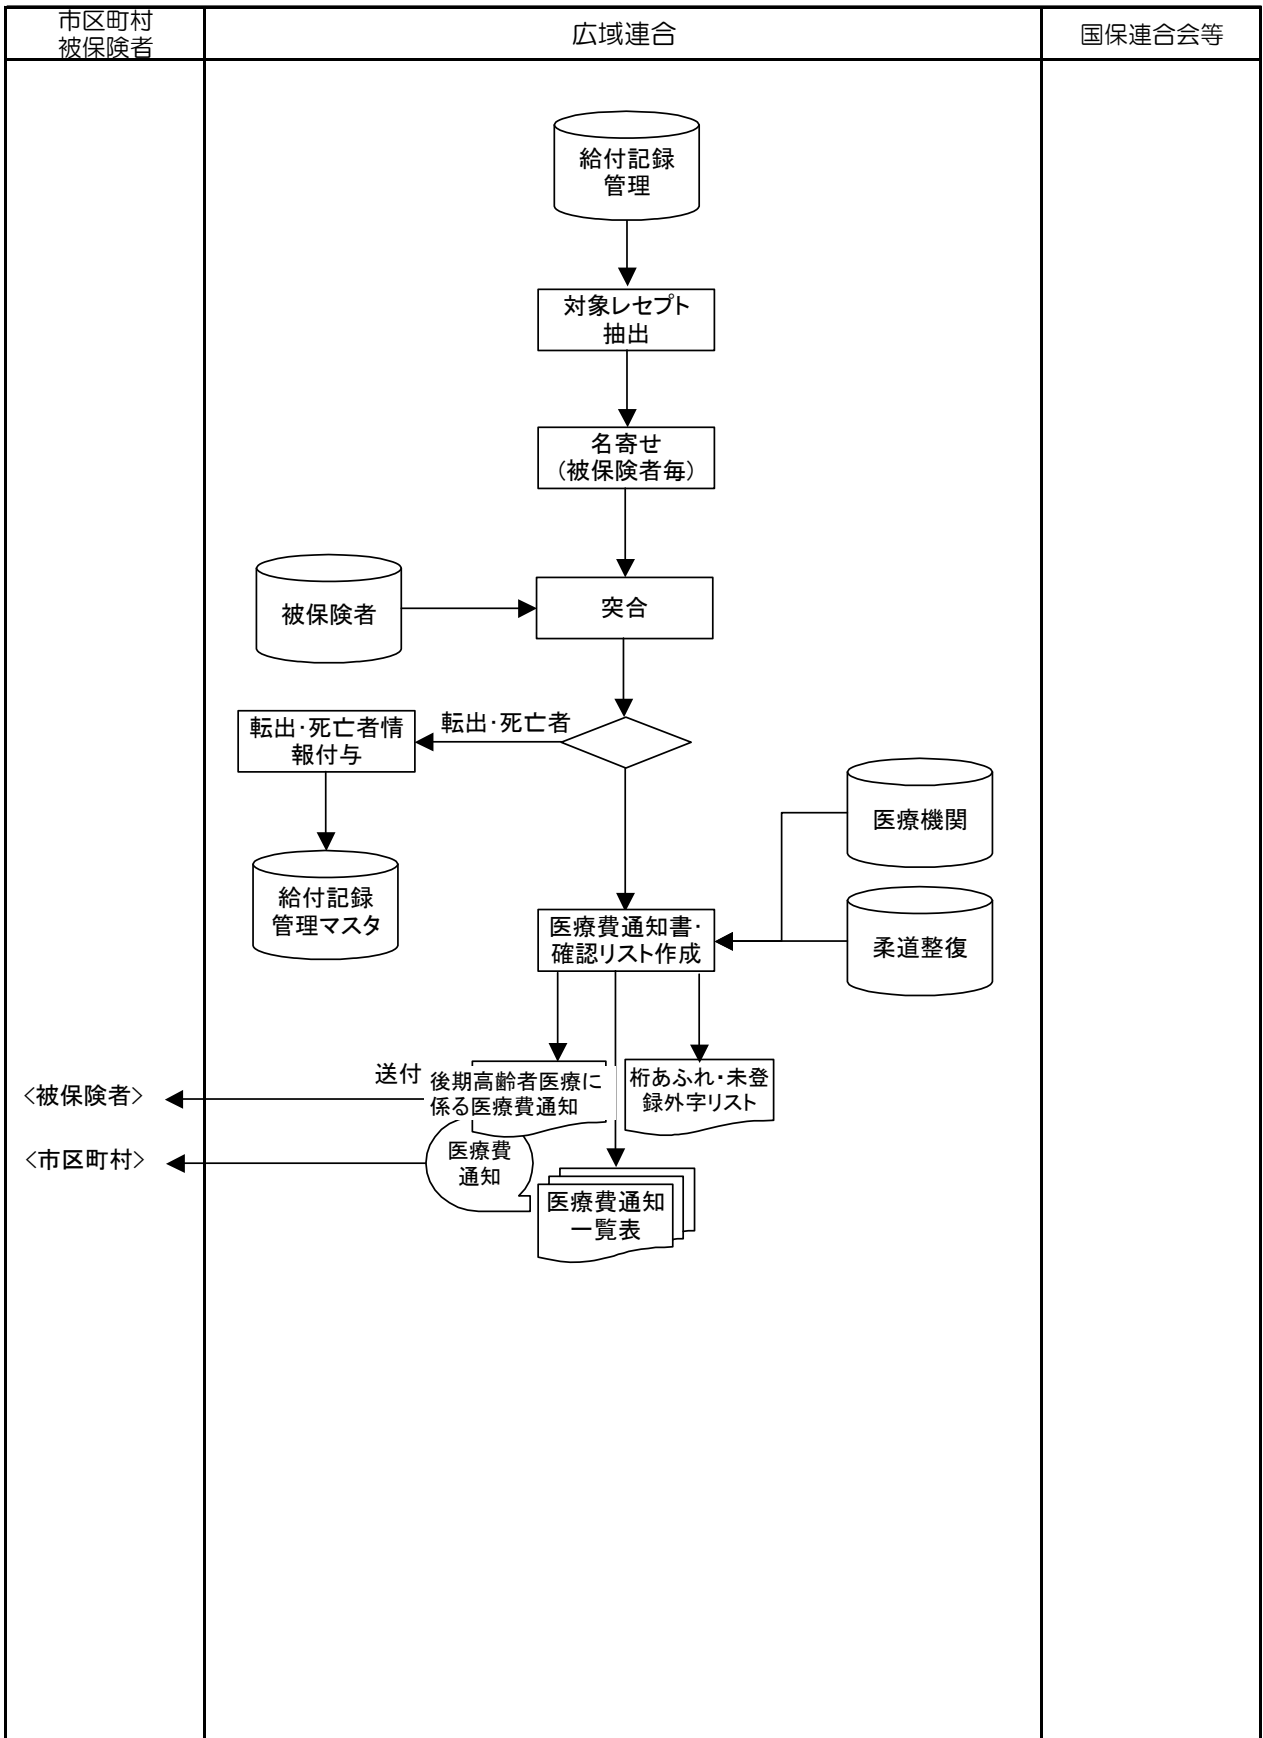 市区町村
被保険者
広域連合
国保連合会等
給付記録
管理
対象レセプト
抽出
名寄せ
(被保険者毎)
被保険者
突合
転出・死亡者
転出・死亡者情
報付与
医療機関
給付記録
管理マスタ
医療費通知書・
確認リスト作成
柔道整復
送付
<被保険者>
後期高齢者医療に
係る医療費通知
桁あふれ・未登
録外字リスト
<市区町村>
医療費
通知
医療費通知
一覧表